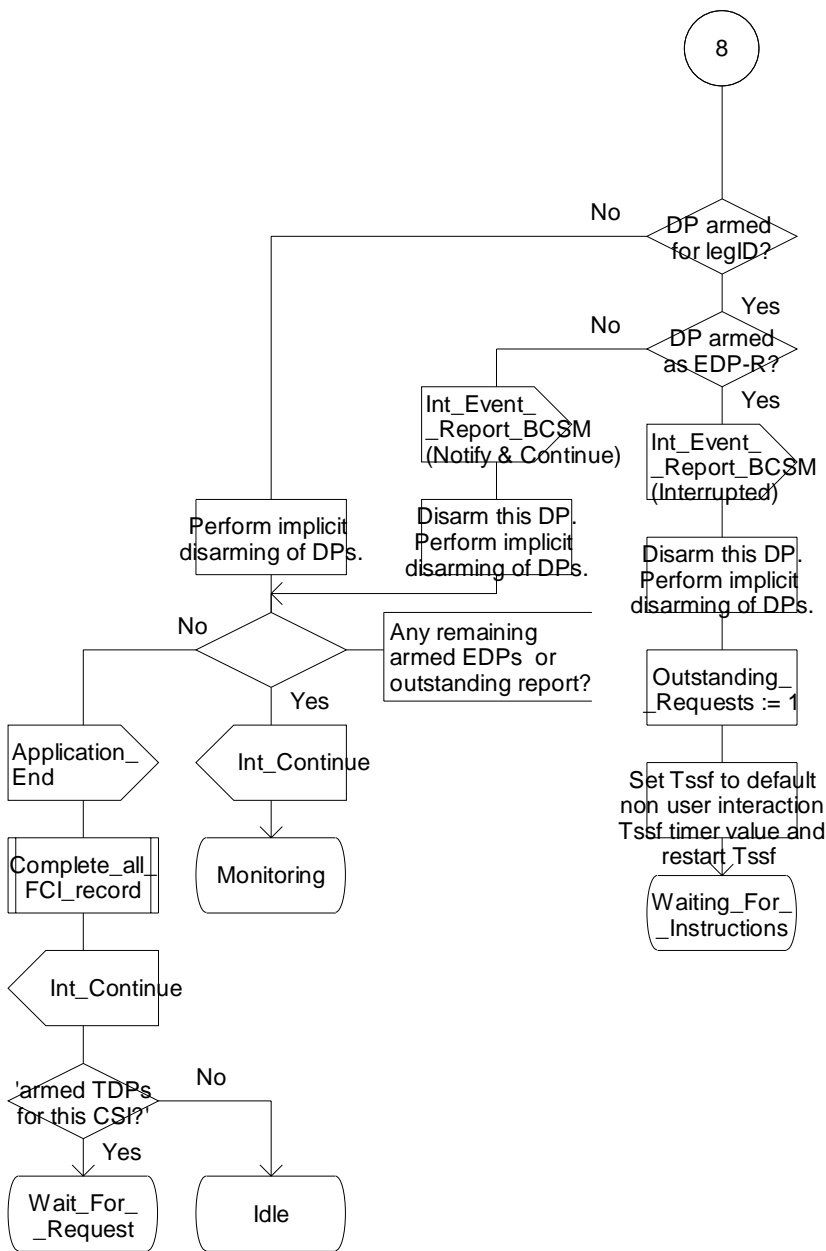 8
No
DP armed
for legID?
Yes
No
DP armed
as EDP-R?
Yes
Int_Event_
_Report_BCSM
(Notify & Continue)
Int_Event_
_Report_BCSM
(Interrupted)
Perform implicit
disarming of DPs.
Disarm this DP.
Perform implicit
disarming of DPs.
Disarm this DP.
Perform implicit
disarming of DPs.
No
Any remaining
armed EDPs or
outstanding report?
Yes
Outstanding_
_Requests := 1
Application_
End
Int_Continue
Set Tssf to default
non user interaction
Tssf timer value and
restart Tssf
Complete_all_
FCI_record
Monitoring
Waiting_For_
_Instructions
Int_Continue
'armed TDPs
for this CSI?'
No
Yes
Wait_For_
_Request
Idle